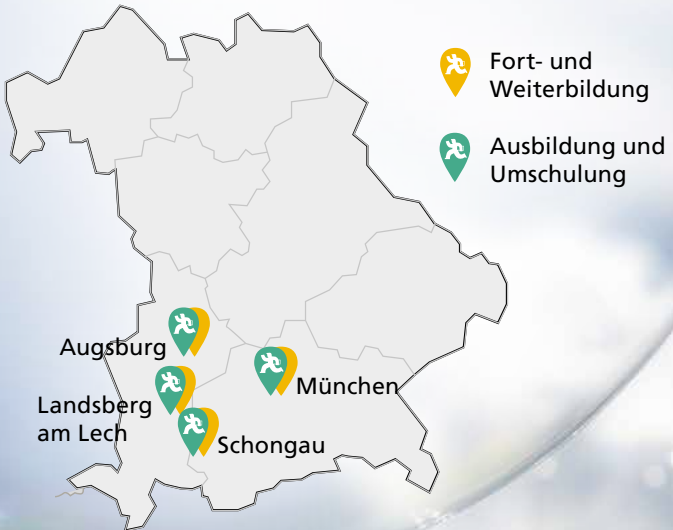 Fort- und
Weiterbildung
Ausbildung und
Umschulung
Augsburg
München
Landsberg
am Lech
Schongau